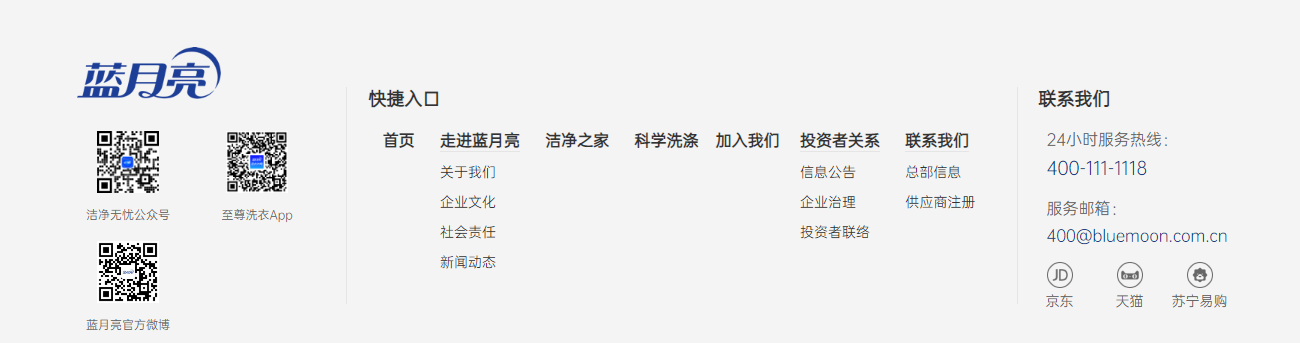 蓝月亮
洁净无忧公众号
至尊洗衣App
蓝月亮官方微博
快捷入口
首页 走进蓝月亮 洁净之家 科学洗涤 加入我们 投资者关系 联系我们
关于我们 信息公告 总部信息
企业文化 企业治理 供应商注册
社会责任 投资者联络
新闻动态
联系我们
24小时服务热线：
400-111-1118
服务邮箱：
400@bluemoon.com.cn
JD
京东 天猫 苏宁易购